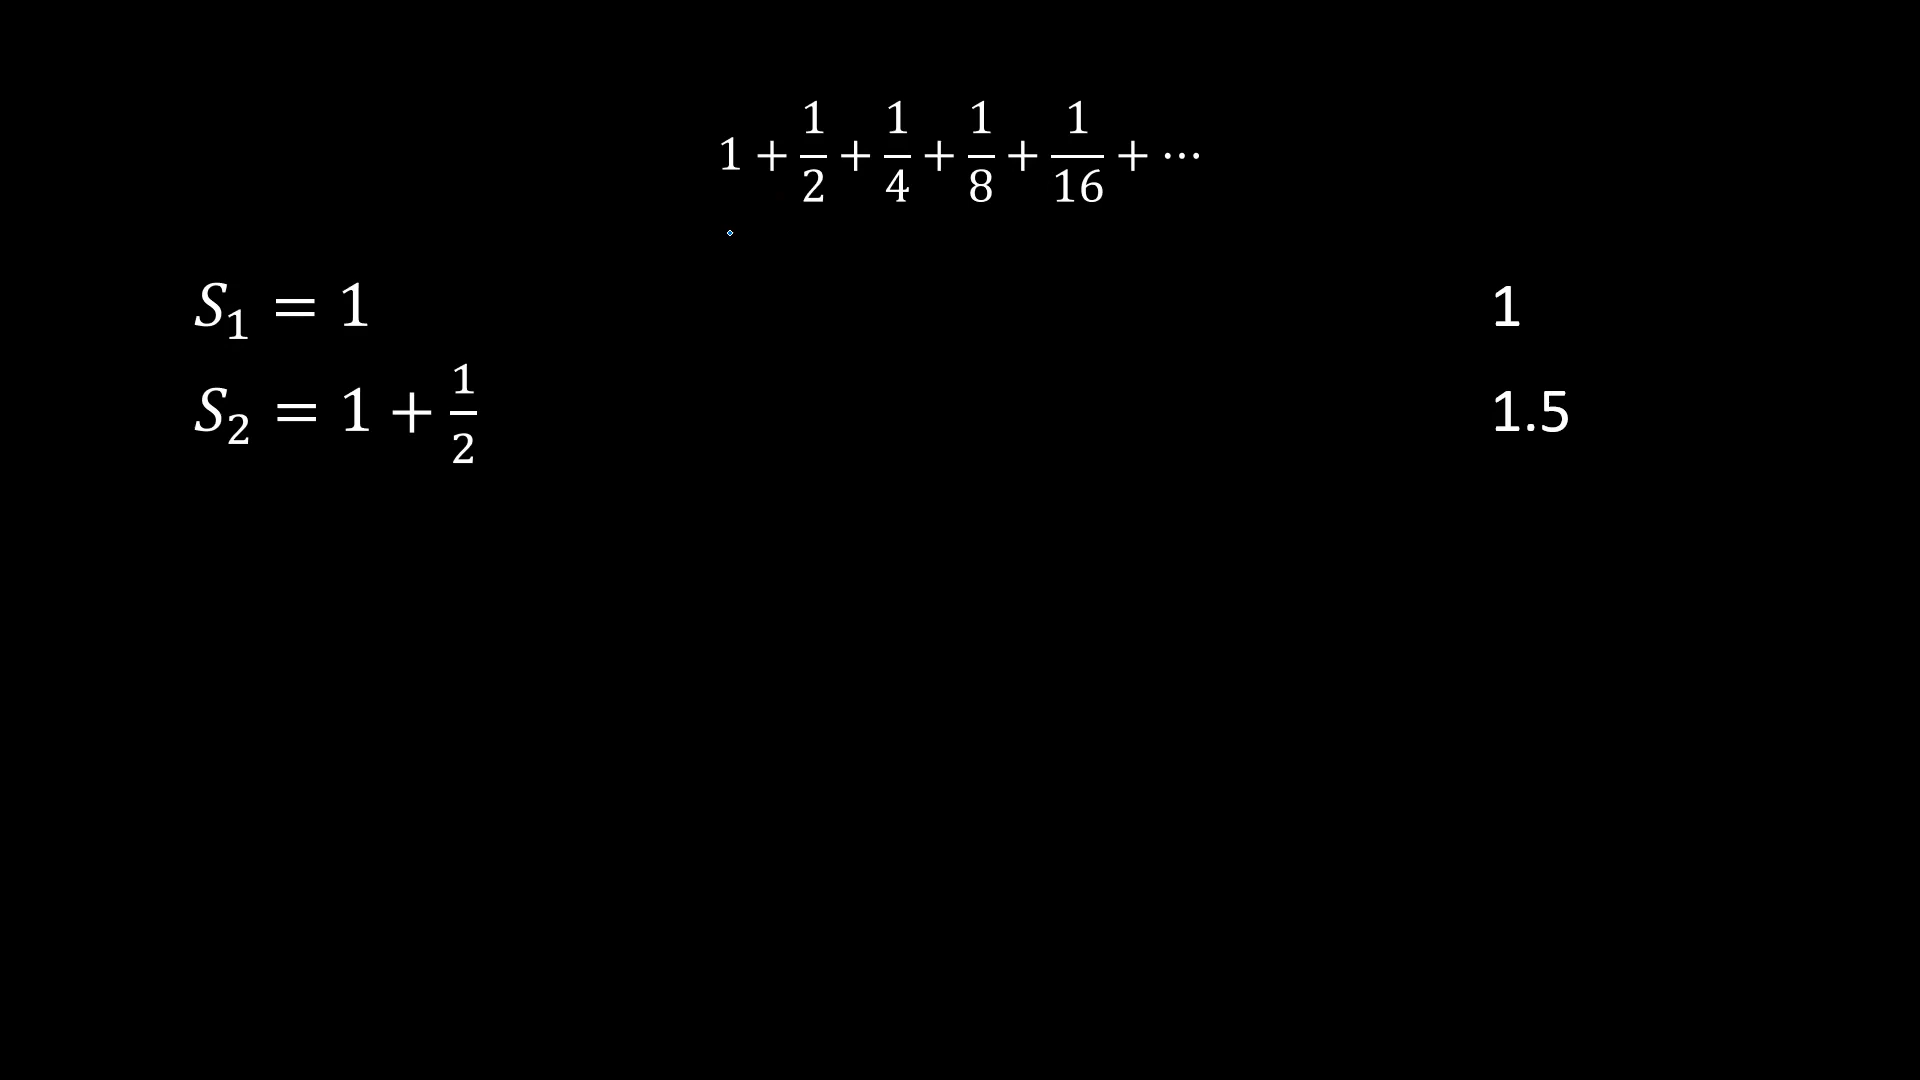 1 + 1/2 + 1/4 + 1/8 + 1/16 + ⋯
S₁ = 1 1
S₂ = 1 + 1/2 1.5